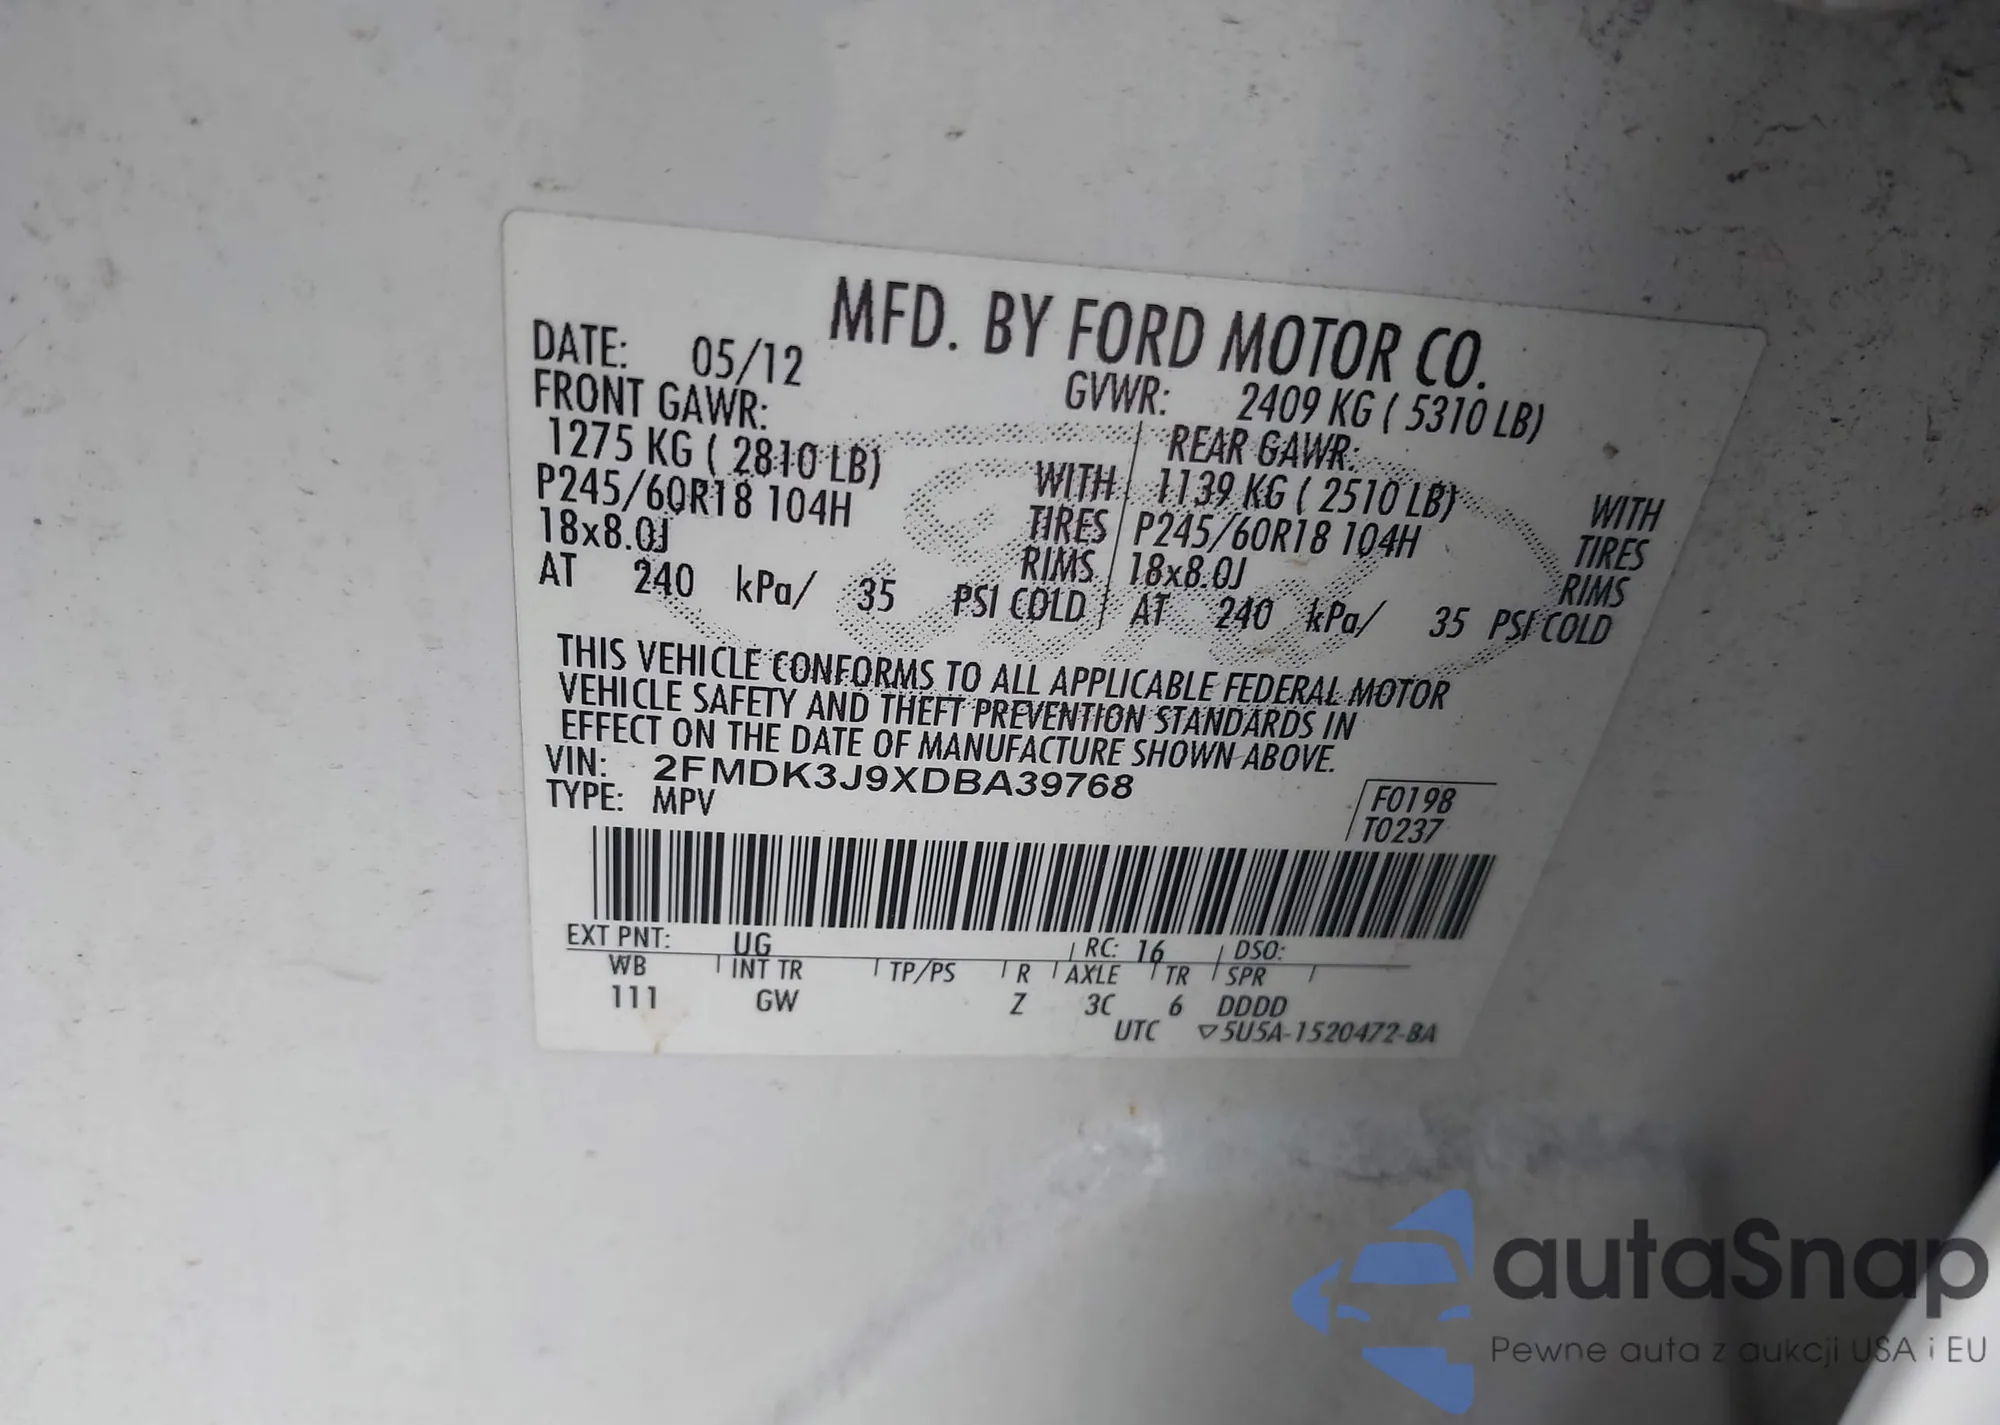 MFD. BY FORD MOTOR CO.
DATE: 05/12 GVWR: 2409 KG ( 5310 LB)
FRONT GAWR: REAR GAWR:
1275 KG ( 2810 LB) WITH 1139 KG ( 2510 LB) WITH
P245/60R18 104H TIRES P245/60R18 104H TIRES
18x8.0J RIMS 18x8.0J RIMS
AT 240 kPa/ 35 PSI COLD AT 240 kPa/ 35 PSI COLD
THIS VEHICLE CONFORMS TO ALL APPLICABLE FEDERAL MOTOR
VEHICLE SAFETY AND THEFT PREVENTION STANDARDS IN
EFFECT ON THE DATE OF MANUFACTURE SHOWN ABOVE.
VIN: 2FMDK3J9XDBA39768
TYPE: MPV
F0198
T0237
EXT PNT: UG RC: 16 DSO:
WB INT TR TP/PS R AXLE TR SPR
111 GW Z 3C 6 DDDD
UTC ▽5U5A-1520472-BA
autoSnap
Pewne auta z aukcji USA i EU